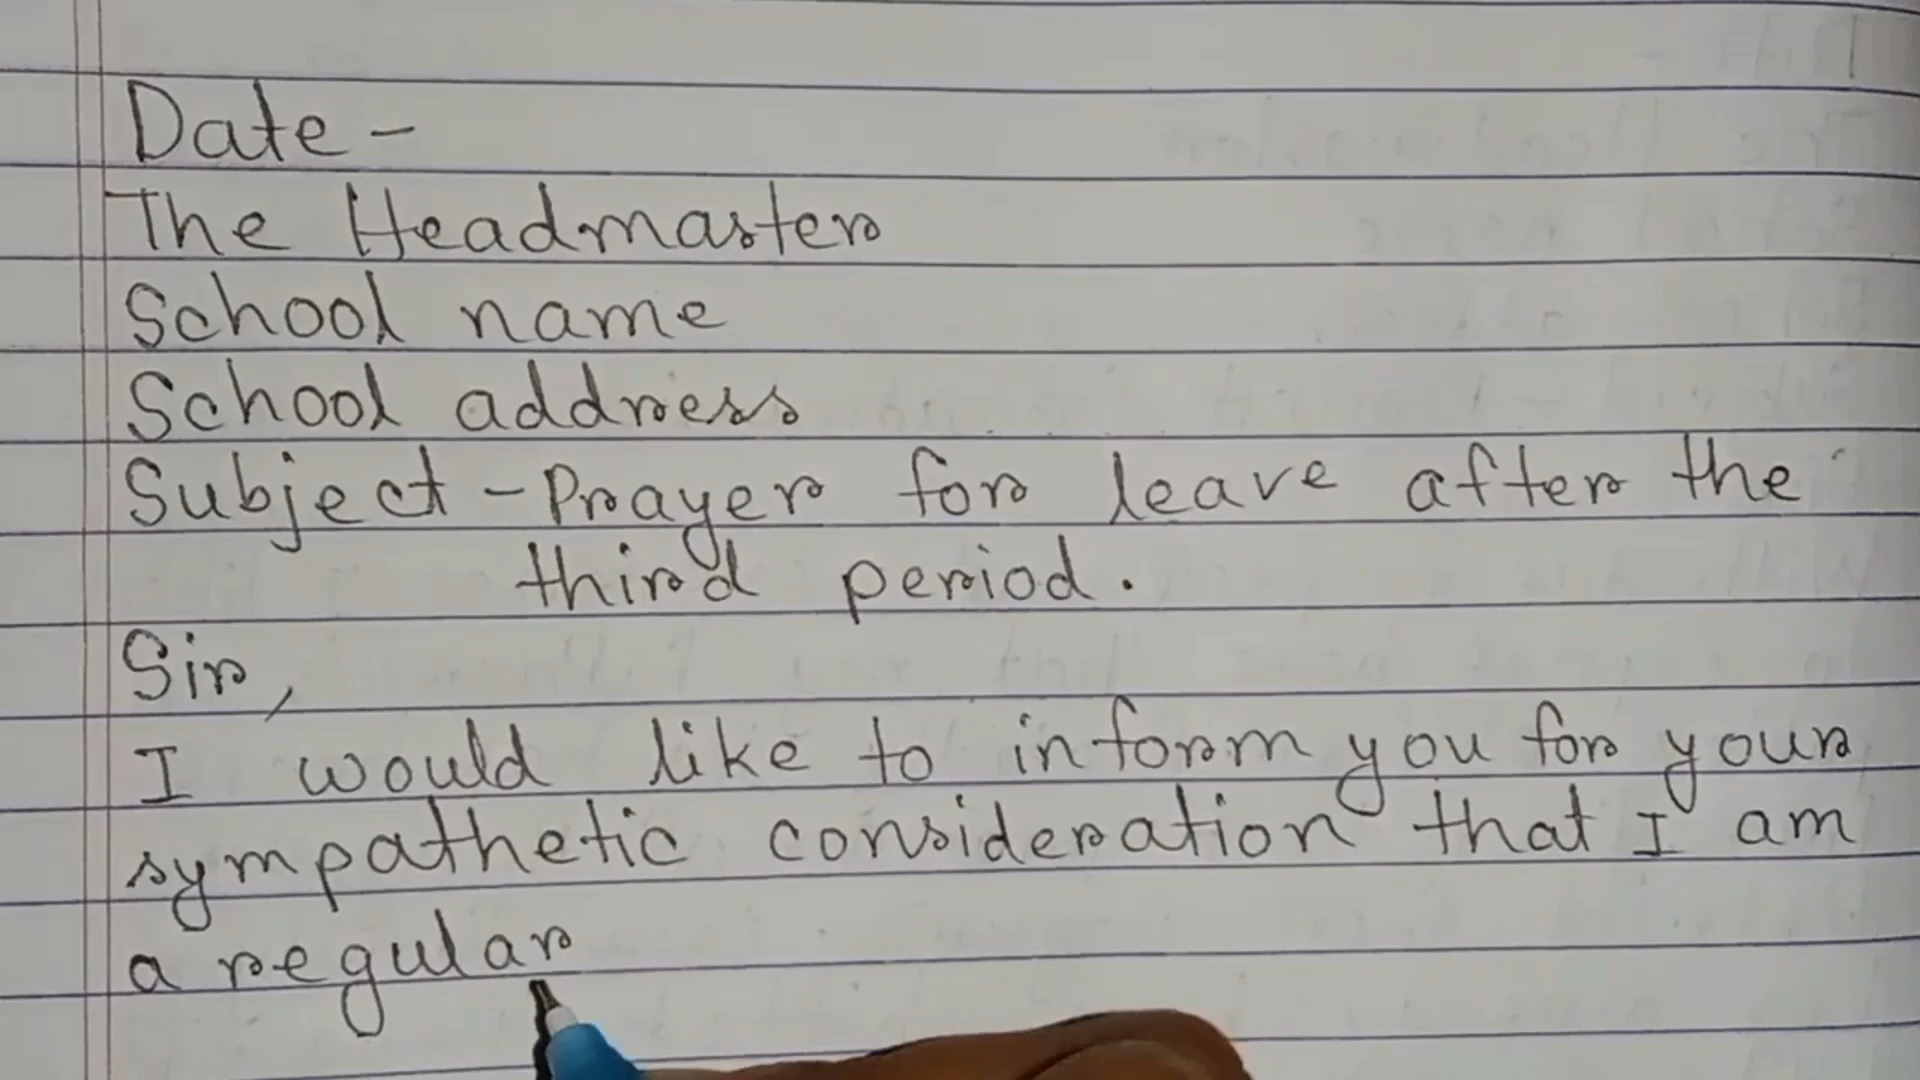 Date -
The Headmaster
School name
School address
Subject - Prayer for leave after the
third period.
Sir,
I would like to inform you for your
sympathetic consideration that I am
a regular